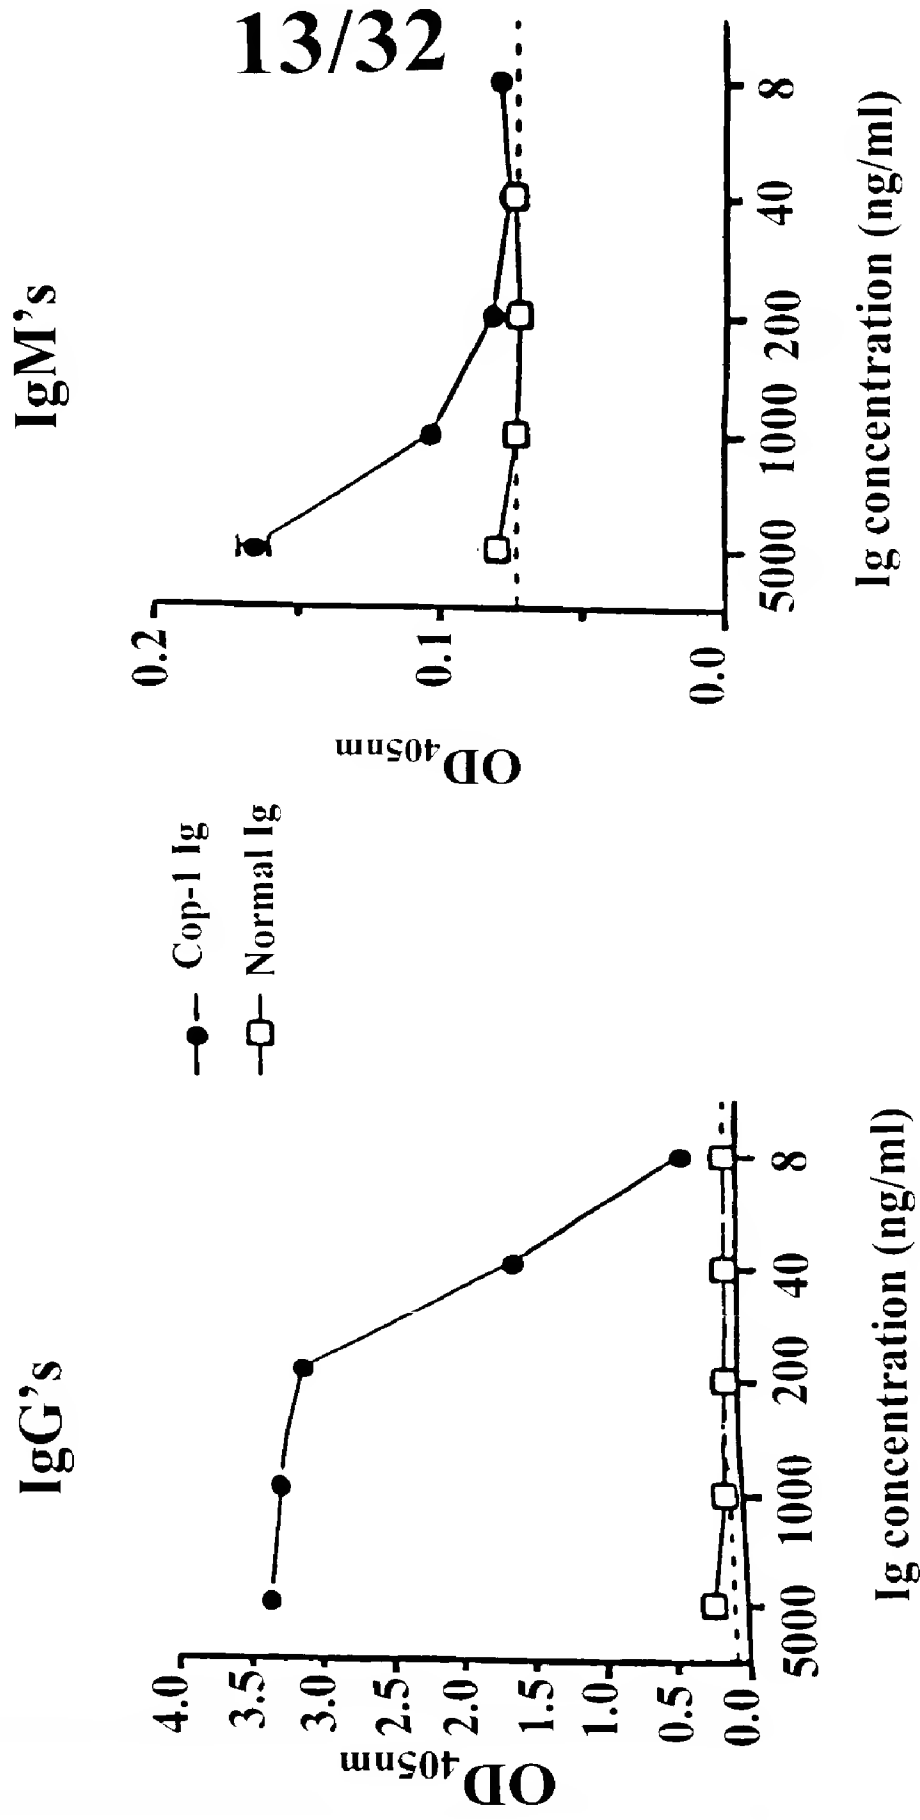 13/32
IgG's
OD405nm
4.0
3.5
3.0
2.5
2.0
1.5
1.0
0.5
0.0
5000 1000 200 40 8
Ig concentration (ng/ml)
Cop-1 Ig
Normal Ig
IgM's
OD405nm
0.2
0.1
0.0
5000 1000 200 40 8
Ig concentration (ng/ml)